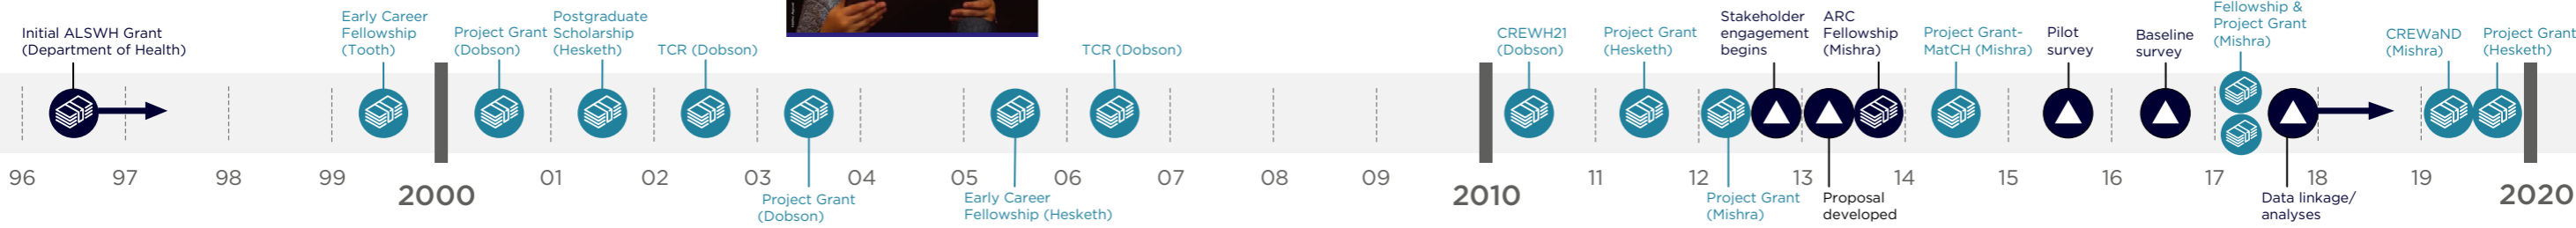 Initial ALSWH Grant
(Department of Health)
Early Career
Fellowship
(Tooth)
Project Grant
(Dobson)
Postgraduate
Scholarship
(Hesketh)
TCR (Dobson)
TCR (Dobson)
CREWH21
(Dobson)
Project Grant
(Hesketh)
Stakeholder
engagement
begins
ARC
Fellowship
(Mishra)
Project Grant-
MatCH (Mishra)
Pilot
survey
Baseline
survey
Fellowship &
Project Grant
(Mishra)
CREWaND
(Mishra)
Project Grant
(Hesketh)
96
97
98
99
2000
01
02
03
04
05
06
07
08
09
2010
11
12
13
14
15
16
17
18
19
2020
Project Grant
(Dobson)
Early Career
Fellowship (Hesketh)
Project Grant
(Mishra)
Proposal
developed
Data linkage/
analyses